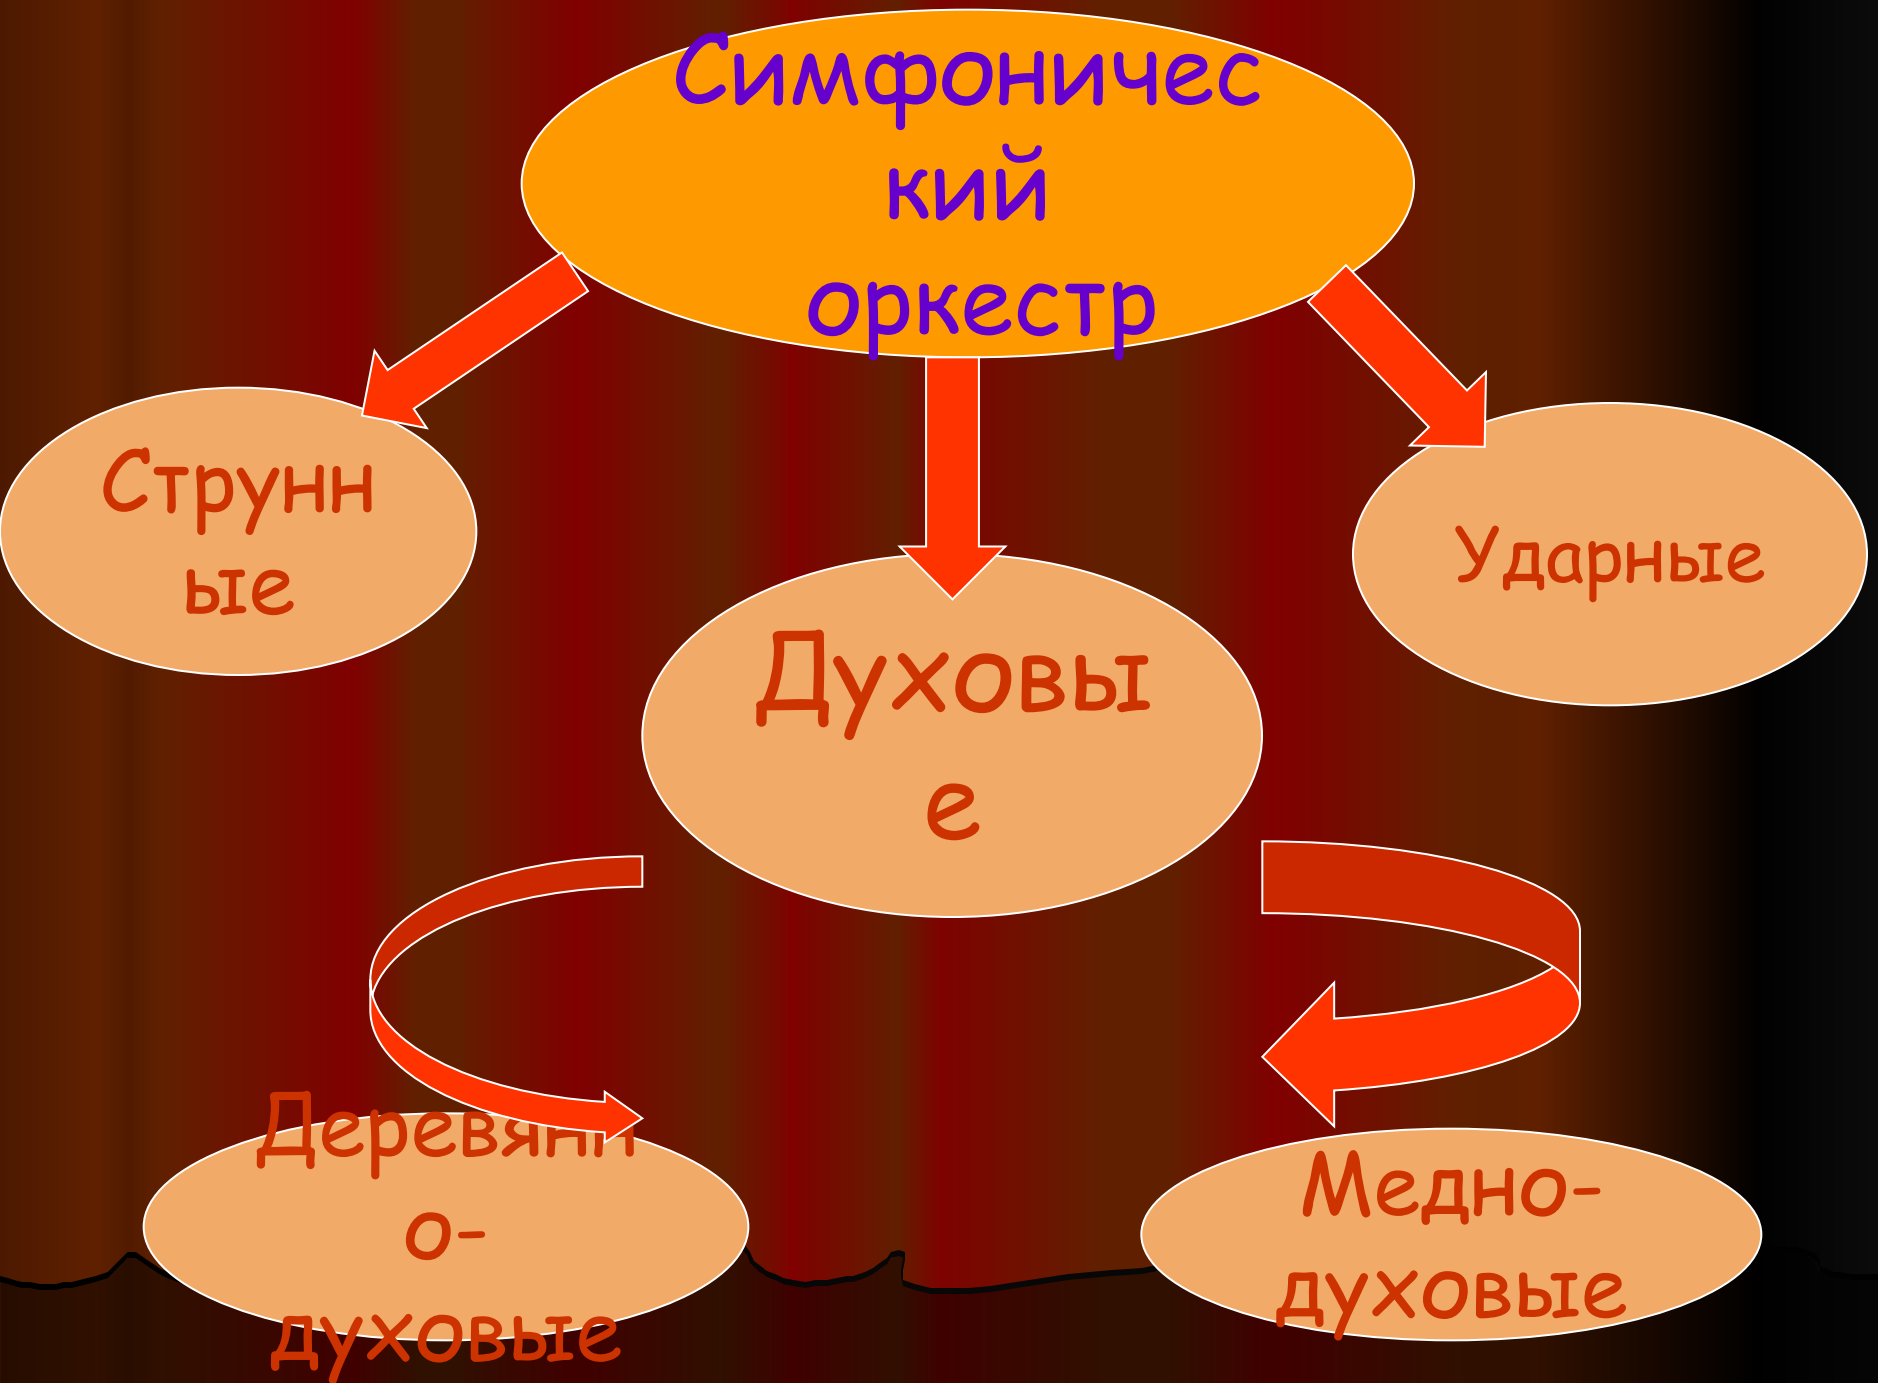 Симфоничес
кий
оркестр
Струнн
ые
Ударные
Духовы
е
Деревянн
о-
духовые
Медно-
духовые